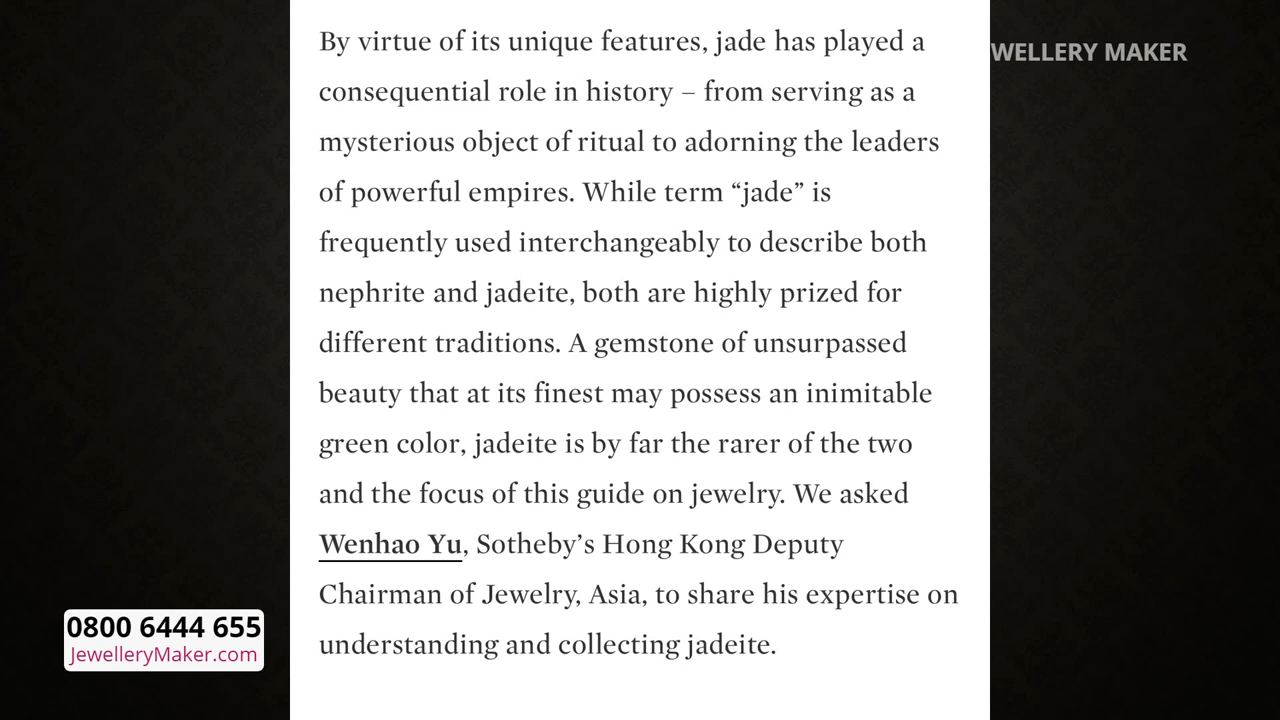 By virtue of its unique features, jade has played a
consequential role in history – from serving as a
mysterious object of ritual to adorning the leaders
of powerful empires. While term “jade” is
frequently used interchangeably to describe both
nephrite and jadeite, both are highly prized for
different traditions. A gemstone of unsurpassed
beauty that at its finest may possess an inimitable
green color, jadeite is by far the rarer of the two
and the focus of this guide on jewelry. We asked
Wenhao Yu, Sotheby’s Hong Kong Deputy
Chairman of Jewelry, Asia, to share his expertise on
understanding and collecting jadeite.
WELLERY MAKER
0800 6444 655
JewelleryMaker.com